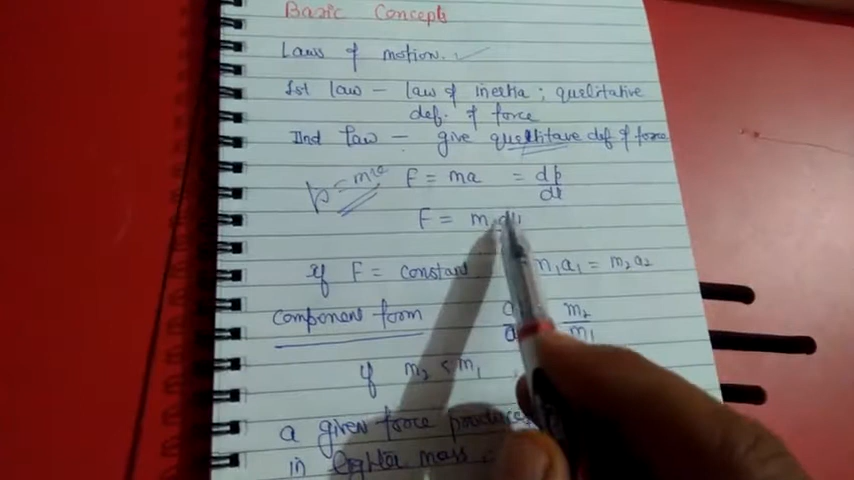 Basic Concepts
Laws of motion.
Ist law - law of inertia ; qualitative
def. of force
IInd law - give quallitave def of force
p = mv F = ma = dp/dt
F = m
if F = constant m₁a₁ = m₂a₂
Component form m₂/m₁
if m₂ < m₁
a given force produces
in lighter mass.